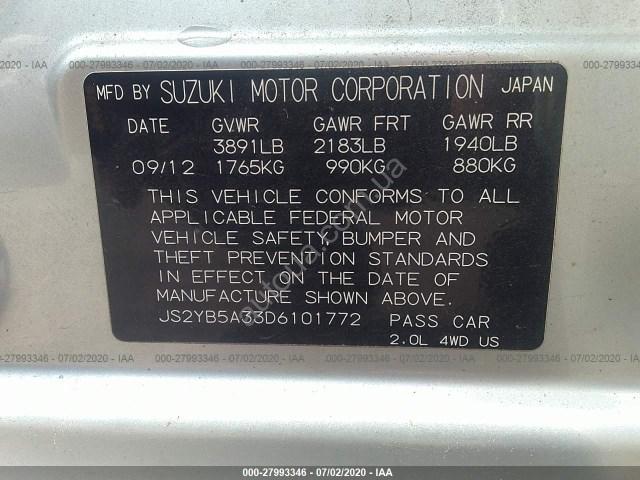 000-27993346 - 07/02/2020 - IAA
MFD BY SUZUKI MOTOR CORPORATION JAPAN
DATE GVWR GAWR FRT GAWR RR
3891LB 2183LB 1940LB
09/12 1765KG 990KG 880KG
THIS VEHICLE CONFORMS TO ALL
APPLICABLE FEDERAL MOTOR
VEHICLE SAFETY, BUMPER AND
THEFT PREVENTION STANDARDS
IN EFFECT ON THE DATE OF
MANUFACTURE SHOWN ABOVE.
JS2YB5A33D6101772 PASS CAR
2.0L 4WD US
autoua.com.ua
000-27993346 - 07/02/2020 - IAA